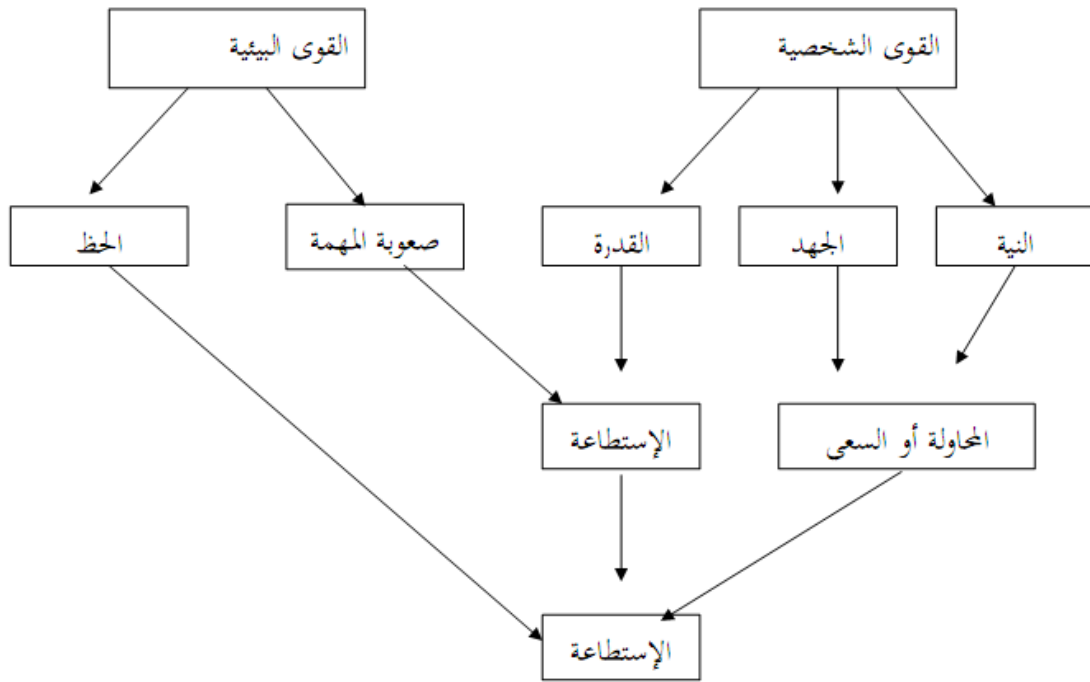 القوى الشخصية
القوى البيئية
النية
الجهد
القدرة
صعوبة المهمة
الحظ
المحاولة أو السعى
الإستطاعة
الإستطاعة